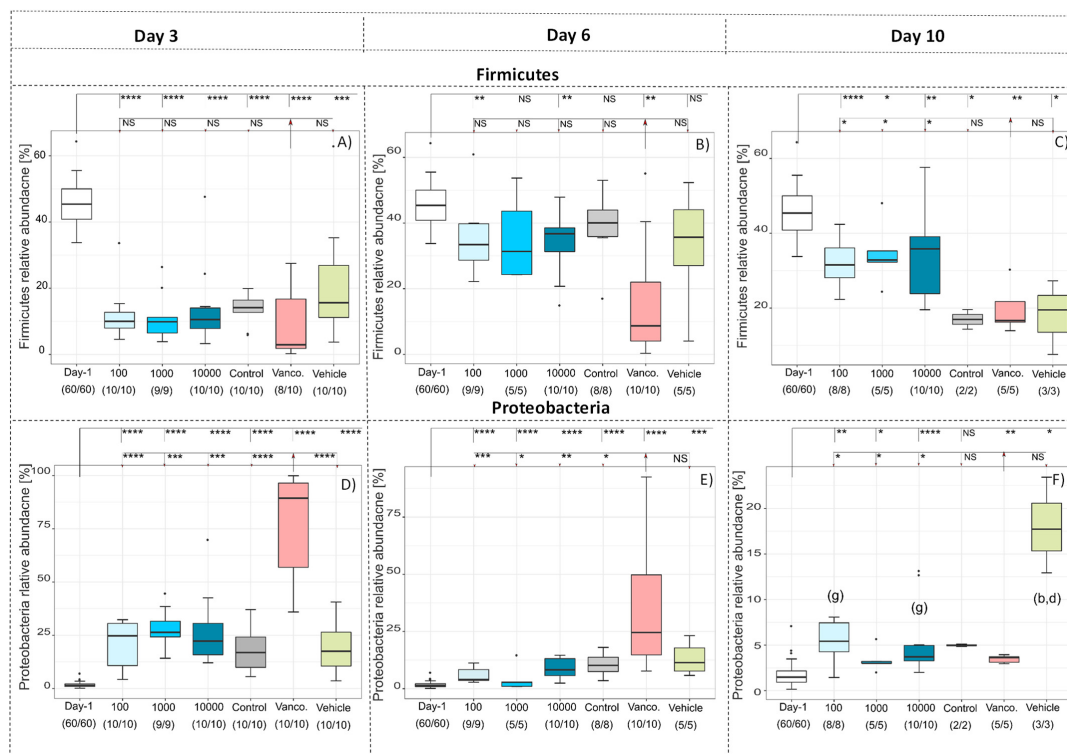 Day 3 Day 6 Day 10
Firmicutes
**** **** **** **** **** ***
NS NS NS NS NS
A)
Firmicutes relative abundacne [%]
60
40
20
0
Day-1 100 1000 10000 Control Vanco. Vehicle
(60/60) (10/10) (9/9) (10/10) (10/10) (8/10) (10/10)
** NS ** NS ** NS
NS NS NS NS NS
B)
Firmicutes relative abundance [%]
60
40
20
0
Day-1 100 1000 10000 Control Vanco. Vehicle
(60/60) (9/9) (5/5) (10/10) (8/8) (10/10) (5/5)
**** * ** * ** *
* * * NS NS
C)
Firmicutes relative abundance [%]
60
40
20
Day-1 100 1000 10000 Control Vanco. Vehicle
(60/60) (8/8) (5/5) (10/10) (2/2) (5/5) (3/3)
Proteobacteria
**** **** **** **** **** ****
**** *** *** **** ****
D)
Proteobacteria rlative abundacne [%]
100
75
50
25
0
Day-1 100 1000 10000 Control Vanco. Vehicle
(60/60) (10/10) (9/9) (10/10) (10/10) (10/10) (10/10)
**** **** **** **** **** ***
*** * ** * NS
E)
Proteobacteria relative abundacne [%]
75
50
25
0
Day-1 100 1000 10000 Control Vanco. Vehicle
(60/60) (9/9) (5/5) (10/10) (8/8) (10/10) (5/5)
** * **** NS ** *
* * * NS NS
F)
Proteobacteria relative abundacne [%]
25
20
15
10
5
0
(g) (g) (b,d)
Day-1 100 1000 10000 Control Vanco. Vehicle
(60/60) (8/8) (5/5) (10/10) (2/2) (5/5) (3/3)